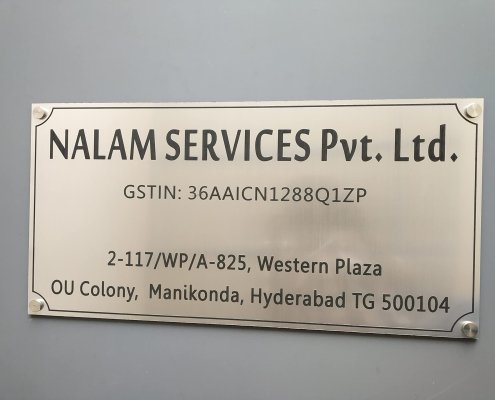 NALAM SERVICES Pvt. Ltd.
GSTIN: 36AAICN1288Q1ZP
2-117/WP/A-825, Western Plaza
OU Colony, Manikonda, Hyderabad TG 500104